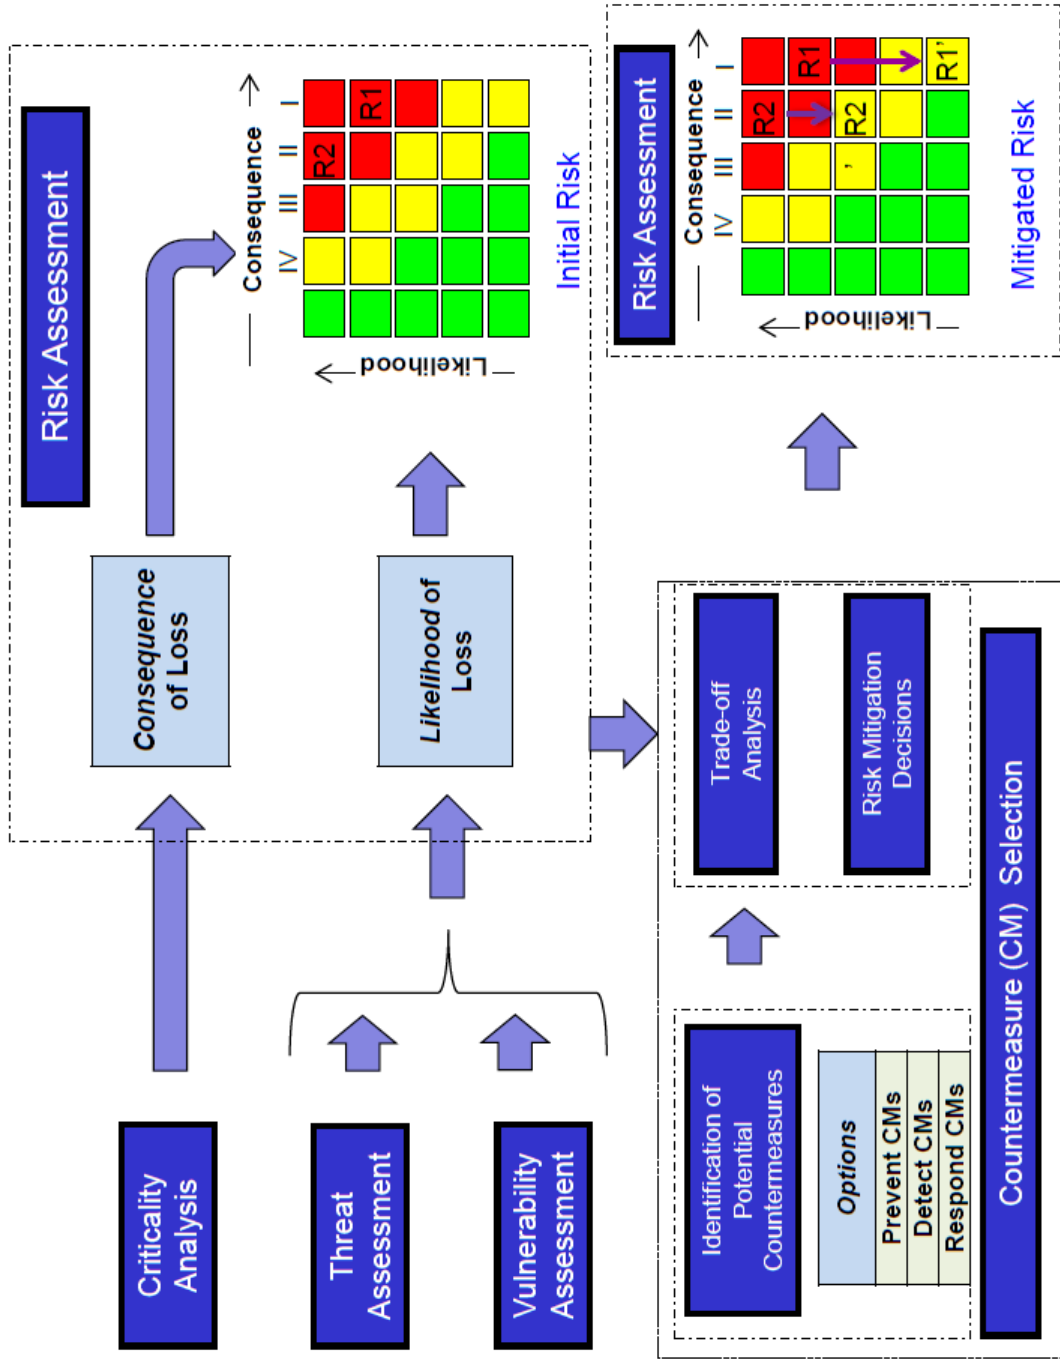 Criticality
Analysis
Threat
Assessment
Vulnerability
Assessment
Consequence
of Loss
Likelihood of
Loss
Risk Assessment
Consequence
IV
III
II
I
Likelihood
R2
R1
Initial Risk
Identification of
Potential
Countermeasures
Options
Prevent CMs
Detect CMs
Respond CMs
Trade-off
Analysis
Risk Mitigation
Decisions
Countermeasure (CM) Selection
Risk Assessment
Consequence
IV
III
II
I
Likelihood
R2
R1
R2
’
R1’
Mitigated Risk